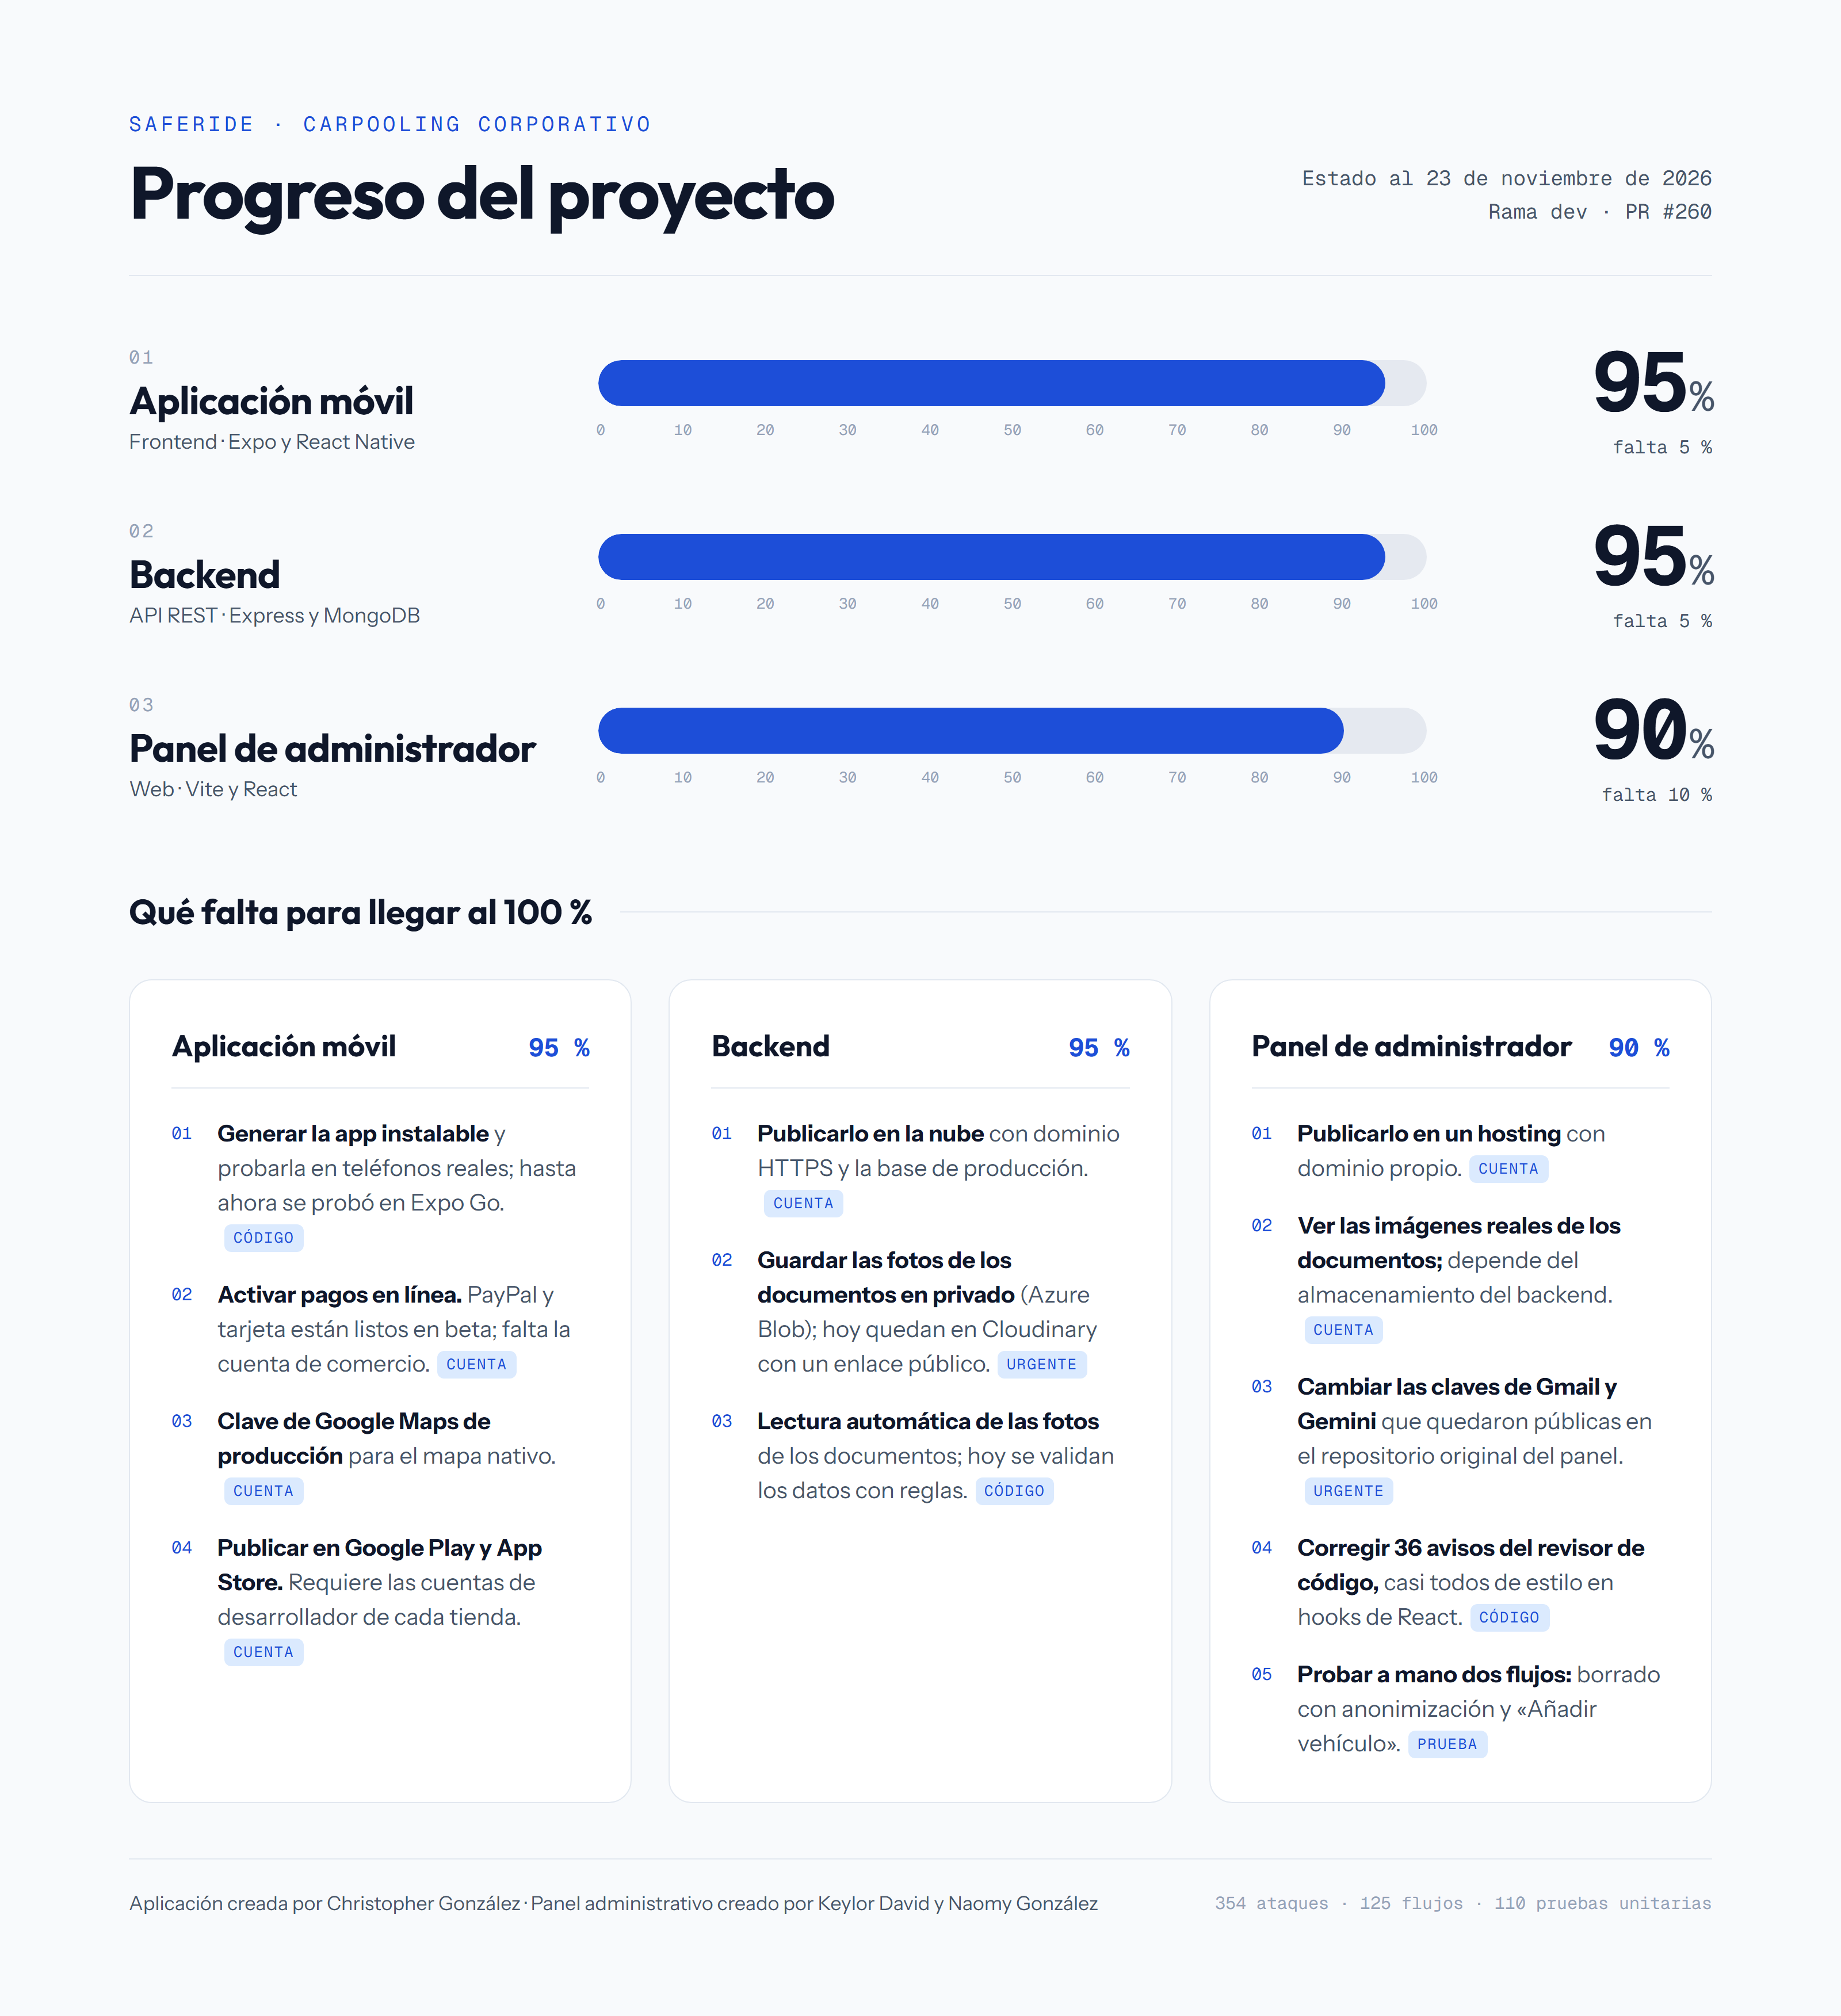 SAFERIDE · CARPOOLING CORPORATIVO
Progreso del proyecto
Estado al 23 de noviembre de 2026
Rama dev · PR #260
01
Aplicación móvil
Frontend · Expo y React Native
0 10 20 30 40 50 60 70 80 90 100
95%
falta 5 %
02
Backend
API REST · Express y MongoDB
0 10 20 30 40 50 60 70 80 90 100
95%
falta 5 %
03
Panel de administrador
Web · Vite y React
0 10 20 30 40 50 60 70 80 90 100
90%
falta 10 %
Qué falta para llegar al 100 %
Aplicación móvil 95 %
01 Generar la app instalable y
probarla en teléfonos reales; hasta
ahora se probó en Expo Go.
CÓDIGO
02 Activar pagos en línea. PayPal y
tarjeta están listos en beta; falta la
cuenta de comercio. CUENTA
03 Clave de Google Maps de
producción para el mapa nativo.
CUENTA
04 Publicar en Google Play y App
Store. Requiere las cuentas de
desarrollador de cada tienda.
CUENTA
Backend 95 %
01 Publicarlo en la nube con dominio
HTTPS y la base de producción.
CUENTA
02 Guardar las fotos de los
documentos en privado (Azure
Blob); hoy quedan en Cloudinary
con un enlace público. URGENTE
03 Lectura automática de las fotos
de los documentos; hoy se validan
los datos con reglas. CÓDIGO
Panel de administrador 90 %
01 Publicarlo en un hosting con
dominio propio. CUENTA
02 Ver las imágenes reales de los
documentos; depende del
almacenamiento del backend.
CUENTA
03 Cambiar las claves de Gmail y
Gemini que quedaron públicas en
el repositorio original del panel.
URGENTE
04 Corregir 36 avisos del revisor de
código, casi todos de estilo en
hooks de React. CÓDIGO
05 Probar a mano dos flujos: borrado
con anonimización y «Añadir
vehículo». PRUEBA
Aplicación creada por Christopher González · Panel administrativo creado por Keylor David y Naomy González
354 ataques · 125 flujos · 110 pruebas unitarias